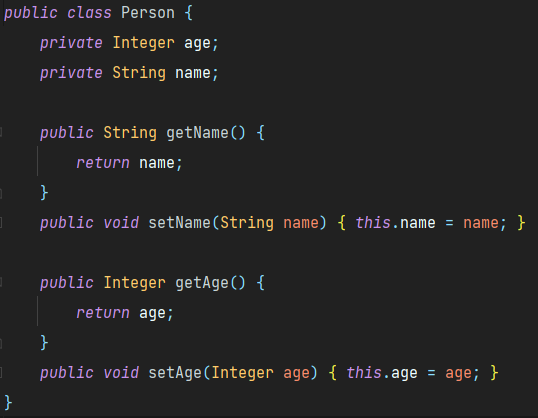 public class Person {
    private Integer age;
    private String name;

    public String getName() {
        return name;
    }
    public void setName(String name) { this.name = name; }

    public Integer getAge() {
        return age;
    }
    public void setAge(Integer age) { this.age = age; }
}